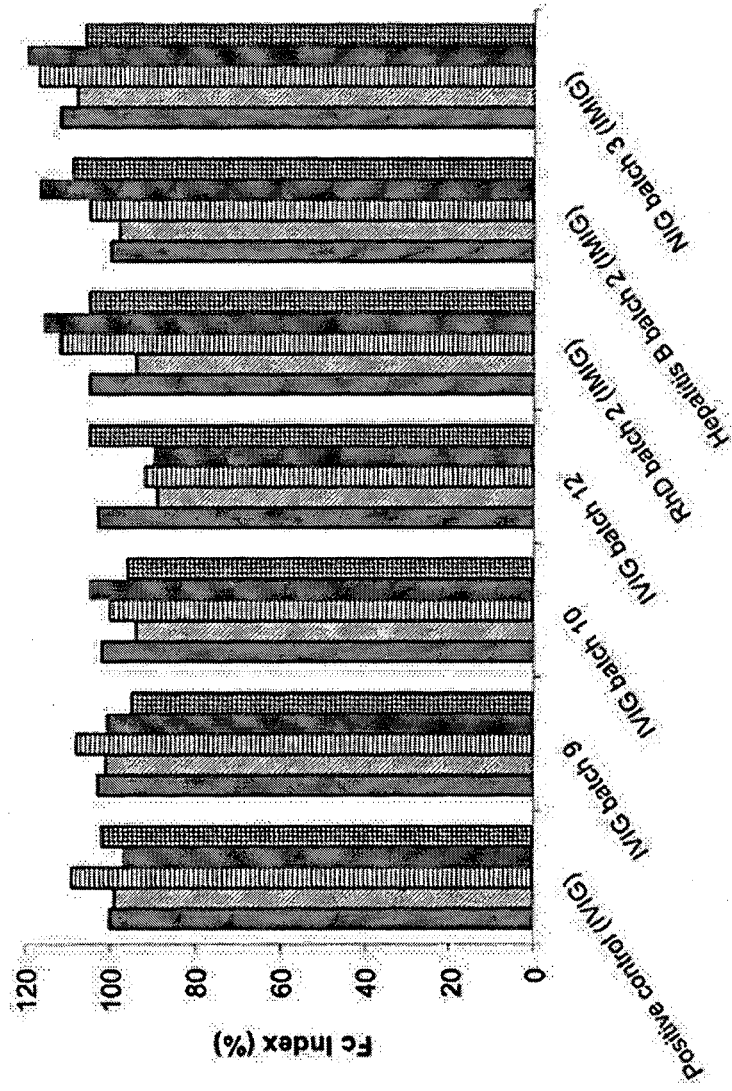 Fc Index (%)
120
100
80
60
40
20
0
Positive control (IVIG)
IVIG batch 9
IVIG batch 10
IVIG batch 12
RhD batch 2 (IMIG)
Hepatitis B batch 2 (IMIG)
NIG batch 3 (IMIG)